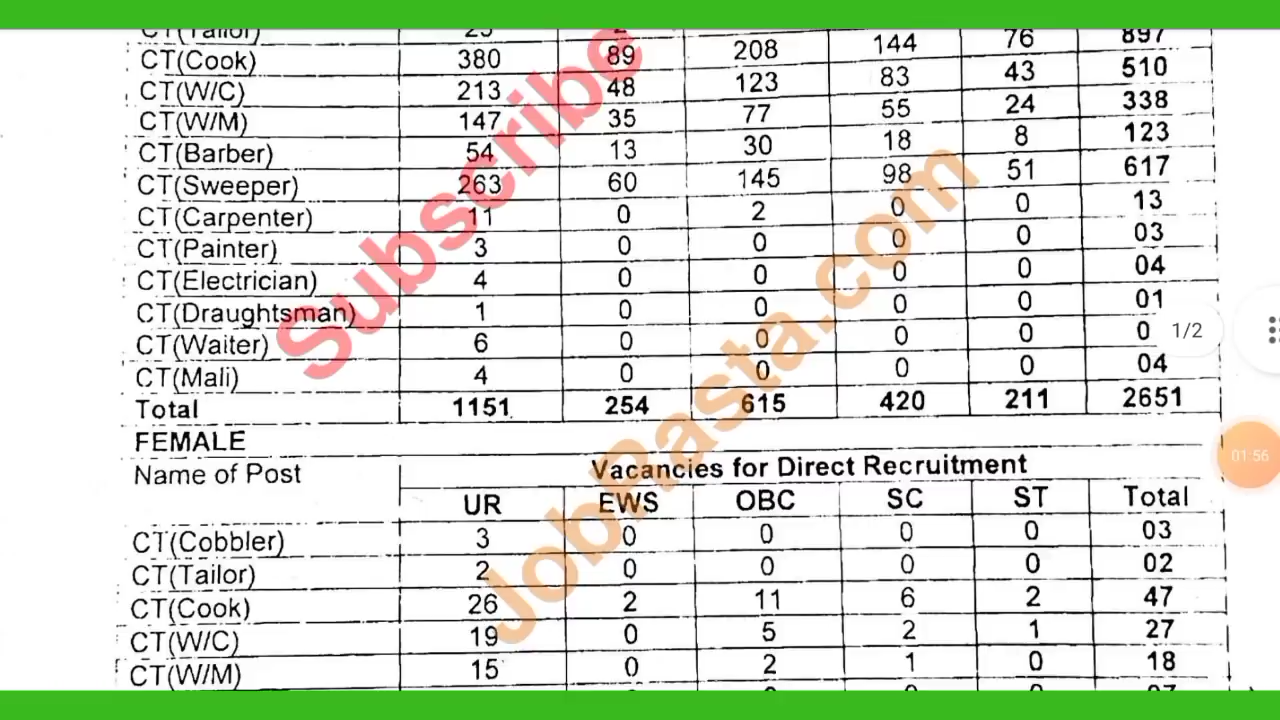 CT(Tailor) 76 897
CT(Cook) 380 89 208 144 43 510
CT(W/C) 213 48 123 83 24 338
CT(W/M) 147 35 77 55 8 123
CT(Barber) 54 13 30 18 51 617
CT(Sweeper) 263 60 145 98 0 13
CT(Carpenter) 11 0 2 0 0 03
CT(Painter) 3 0 0 0 0 04
CT(Electrician) 4 0 0 0 0 01
CT(Draughtsman) 1 0 0 0 0 0
CT(Waiter) 6 0 0 0 0 04
CT(Mali) 4 0 0 0
Total 1151 254 615 420 211 2651
FEMALE
Name of Post Vacancies for Direct Recruitment
UR EWS OBC SC ST Total
CT(Cobbler) 3 0 0 0 0 03
CT(Tailor) 2 0 0 0 0 02
CT(Cook) 26 2 11 6 2 47
CT(W/C) 19 0 5 2 1 27
CT(W/M) 15 0 2 1 0 18
Subscribe
JobRasta.com
1/2
01:56